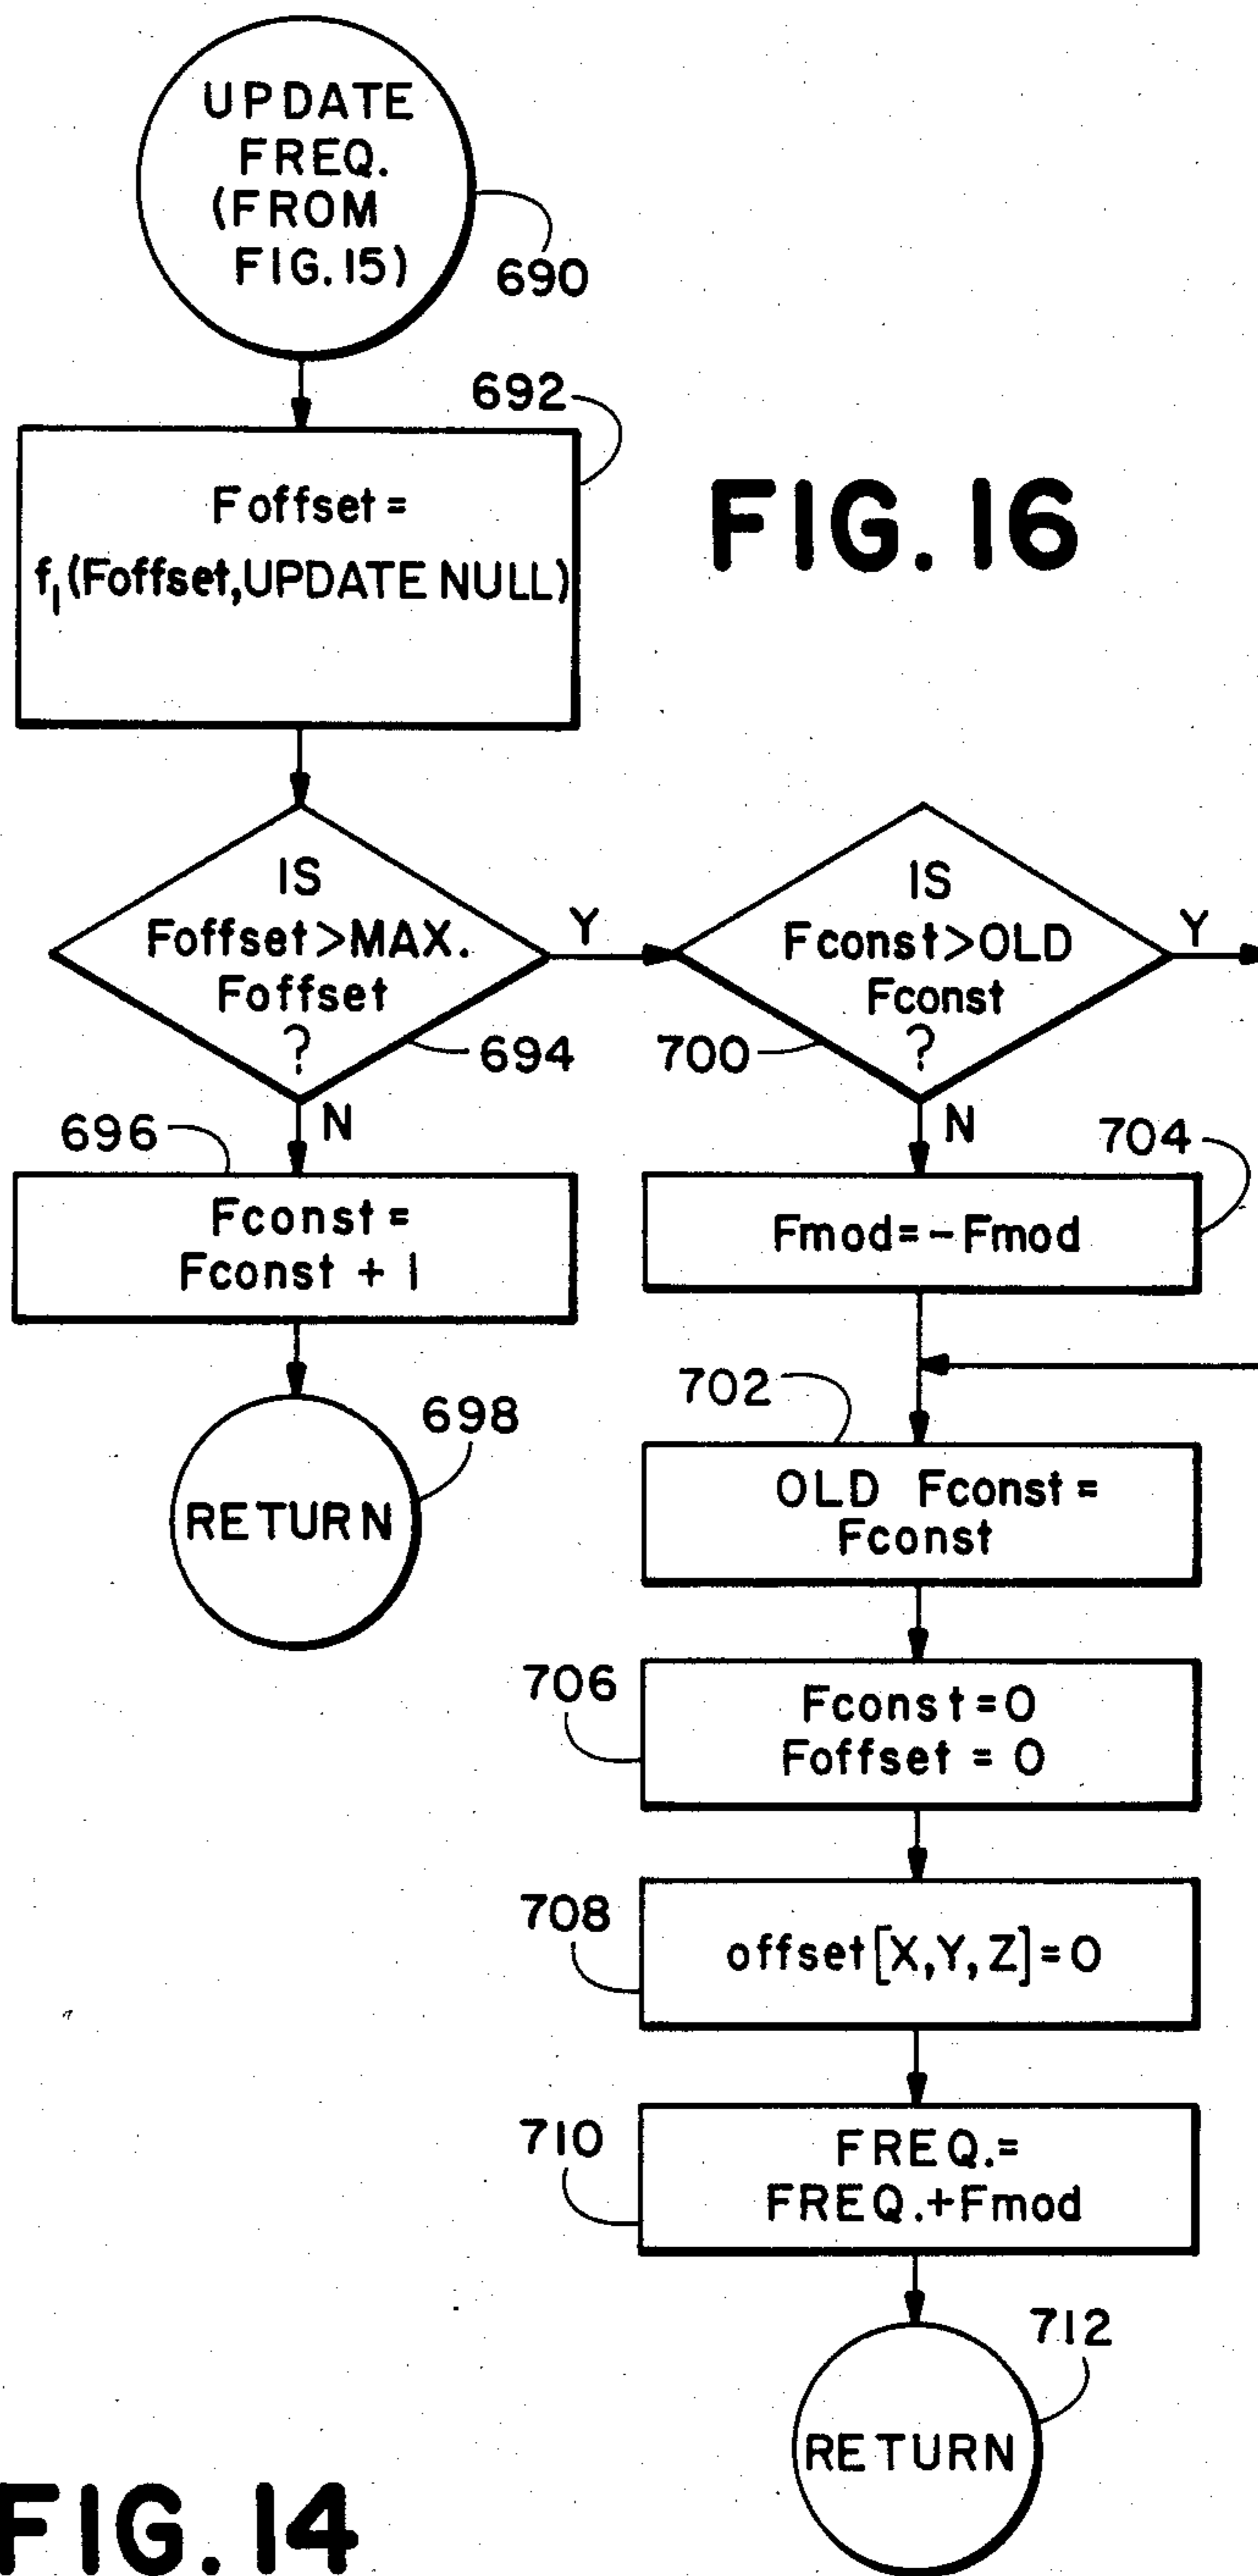 UPDATE
FREQ.
(FROM
FIG. 15)
690
692
Foffset =
f₁(Foffset, UPDATE NULL)
FIG. 16
IS
Foffset>MAX.
Foffset
?
Y
694
N
IS
Fconst>OLD
Fconst
?
Y
700
N
696
Fconst =
Fconst + 1
698
RETURN
704
Fmod = -Fmod
702
OLD Fconst =
Fconst
706
Fconst = 0
Foffset = 0
708
offset [X,Y,Z] = 0
710
FREQ. =
FREQ.+Fmod
712
RETURN
FIG. 14